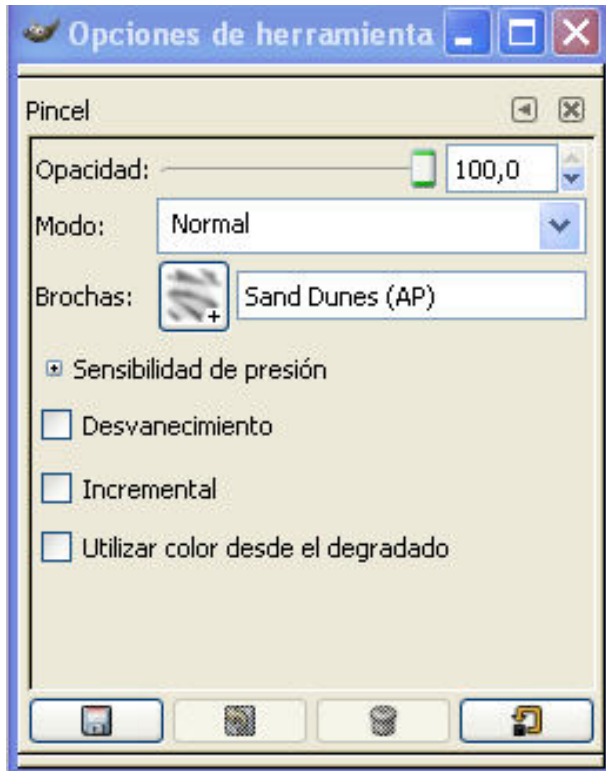 Opciones de herramienta
Pincel
Opacidad: 100,0
Modo: Normal
Brochas: Sand Dunes (AP)
Sensibilidad de presión
Desvanecimiento
Incremental
Utilizar color desde el degradado